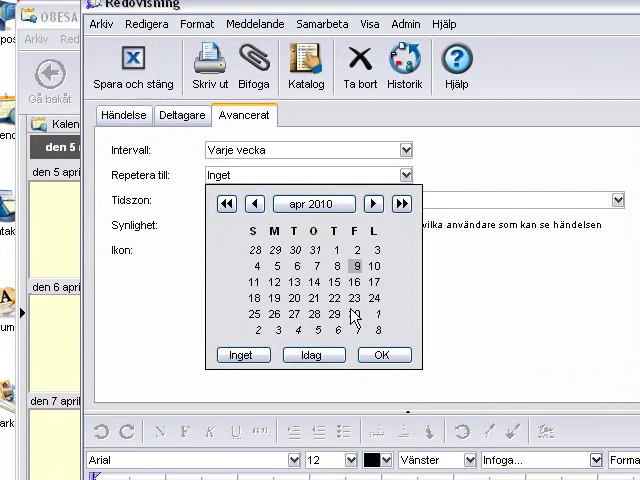 Redovisning
08ESA
Arkiv Redigera Format Meddelande Samarbeta Visa Admin Hjälp
Arkiv Red
Spara och stäng Skriv ut Bifoga Katalog Ta bort Historik Hjälp
Gå bakåt
Händelse Deltagare Avancerat
Kalen
den 5 a
Intervall: Varje vecka
den 5 apri
Repetera till: Inget
Tidszon:
Synlighet: vilka användare som kan se händelsen
Ikon:
apr 2010
S M T O T F L
28 29 30 31 1 2 3
4 5 6 7 8 9 10
11 12 13 14 15 16 17
18 19 20 21 22 23 24
25 26 27 28 29 30 1
2 3 4 5 6 7 8
Inget Idag OK
den 6 april
den 7 april
N F K U
Arial 12 Vänster Infoga... Forma